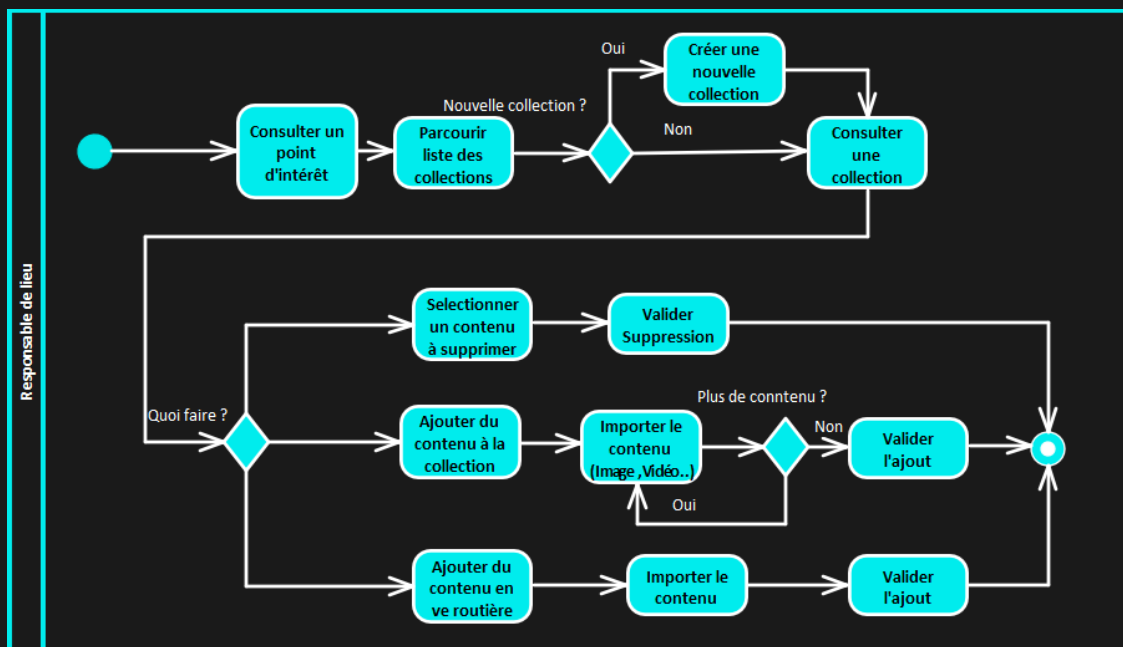 Responsable de lieu
Oui
Créer une
nouvelle
collection
Nouvelle collection ?
Consulter un
point
d'intérêt
Parcourir
liste des
collections
Non
Consulter
une
collection
Selectionner
un contenu
à supprimer
Valider
Suppression
Quoi faire ?
Plus de conntenu ?
Ajouter du
contenu à la
collection
Importer le
contenu
(Image ,Vidéo..)
Non
Valider
l'ajout
Oui
Ajouter du
contenu en
ve routière
Importer le
contenu
Valider
l'ajout